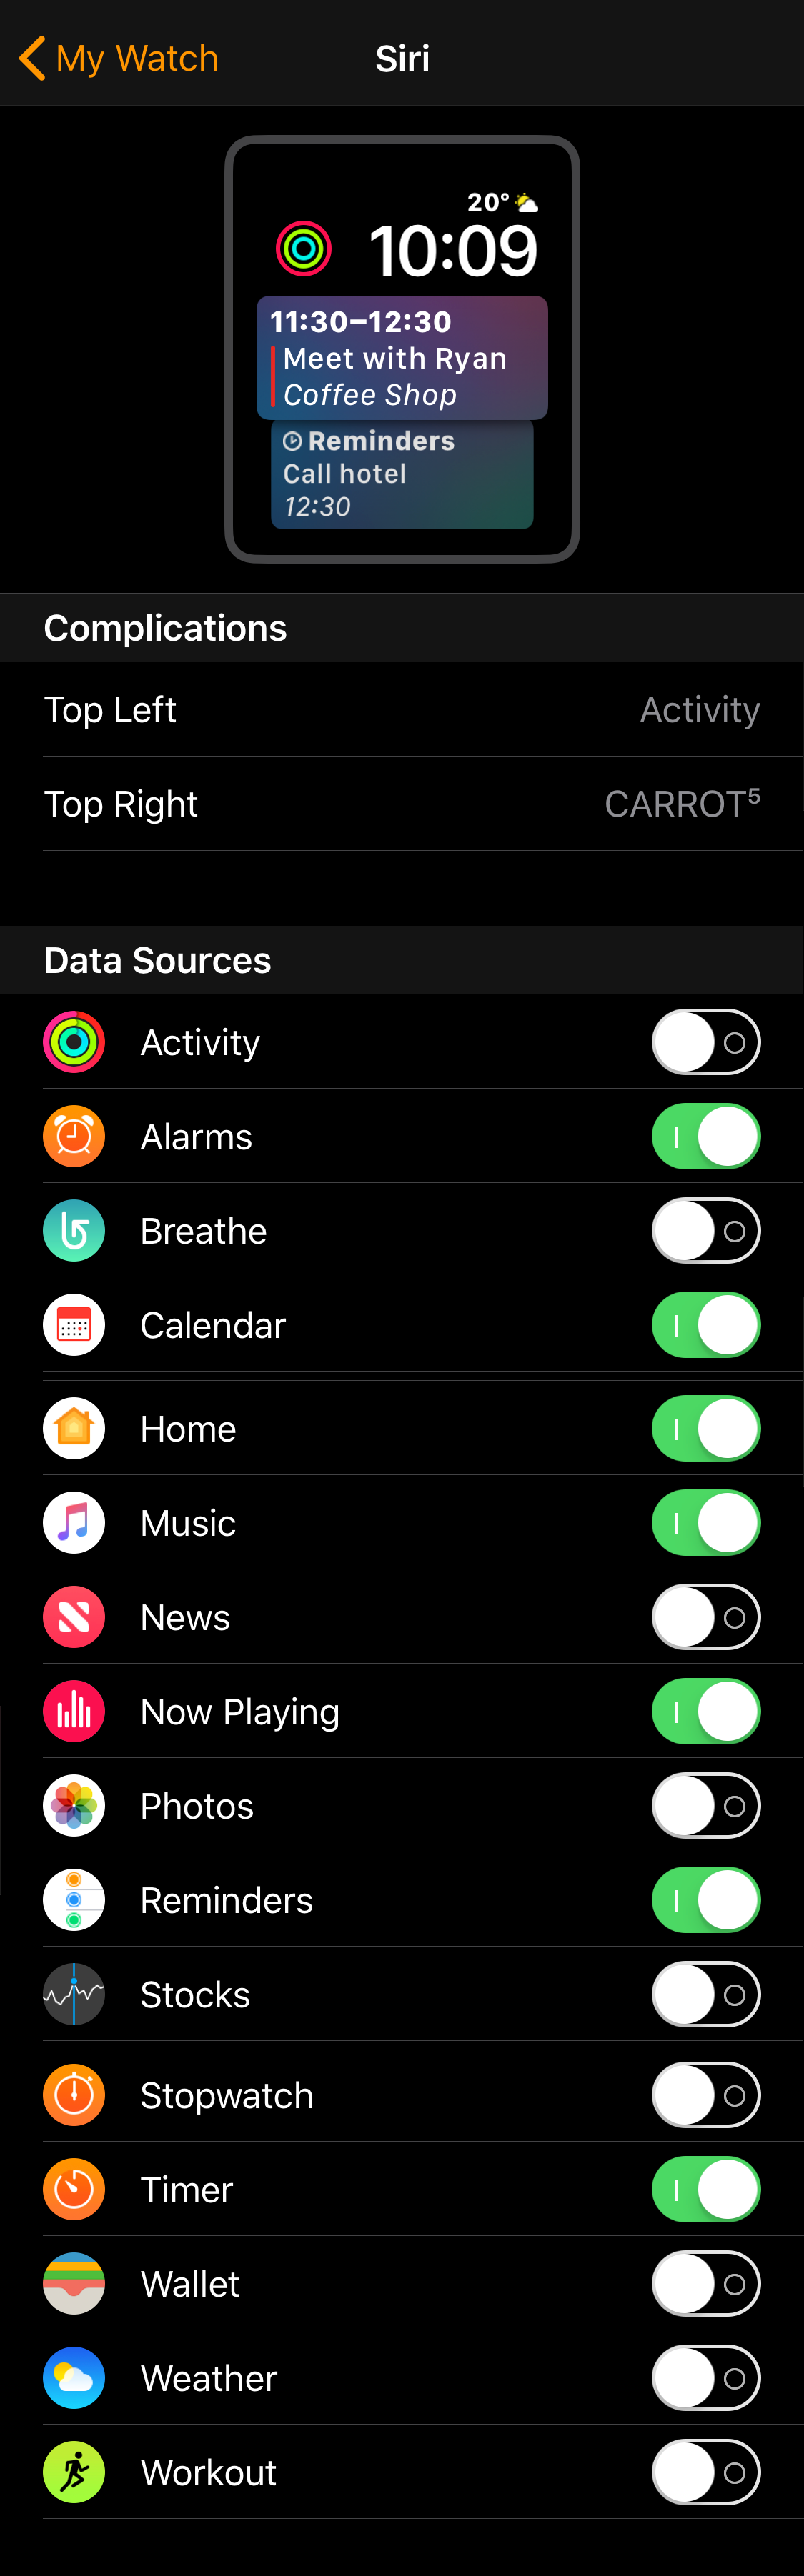 My Watch
Siri
20°
10:09
11:30–12:30
Meet with Ryan
Coffee Shop
Reminders
Call hotel
12:30
Complications
Top Left Activity
Top Right CARROT⁵
Data Sources
Activity
Alarms
Breathe
Calendar
Home
Music
News
Now Playing
Photos
Reminders
Stocks
Stopwatch
Timer
Wallet
Weather
Workout